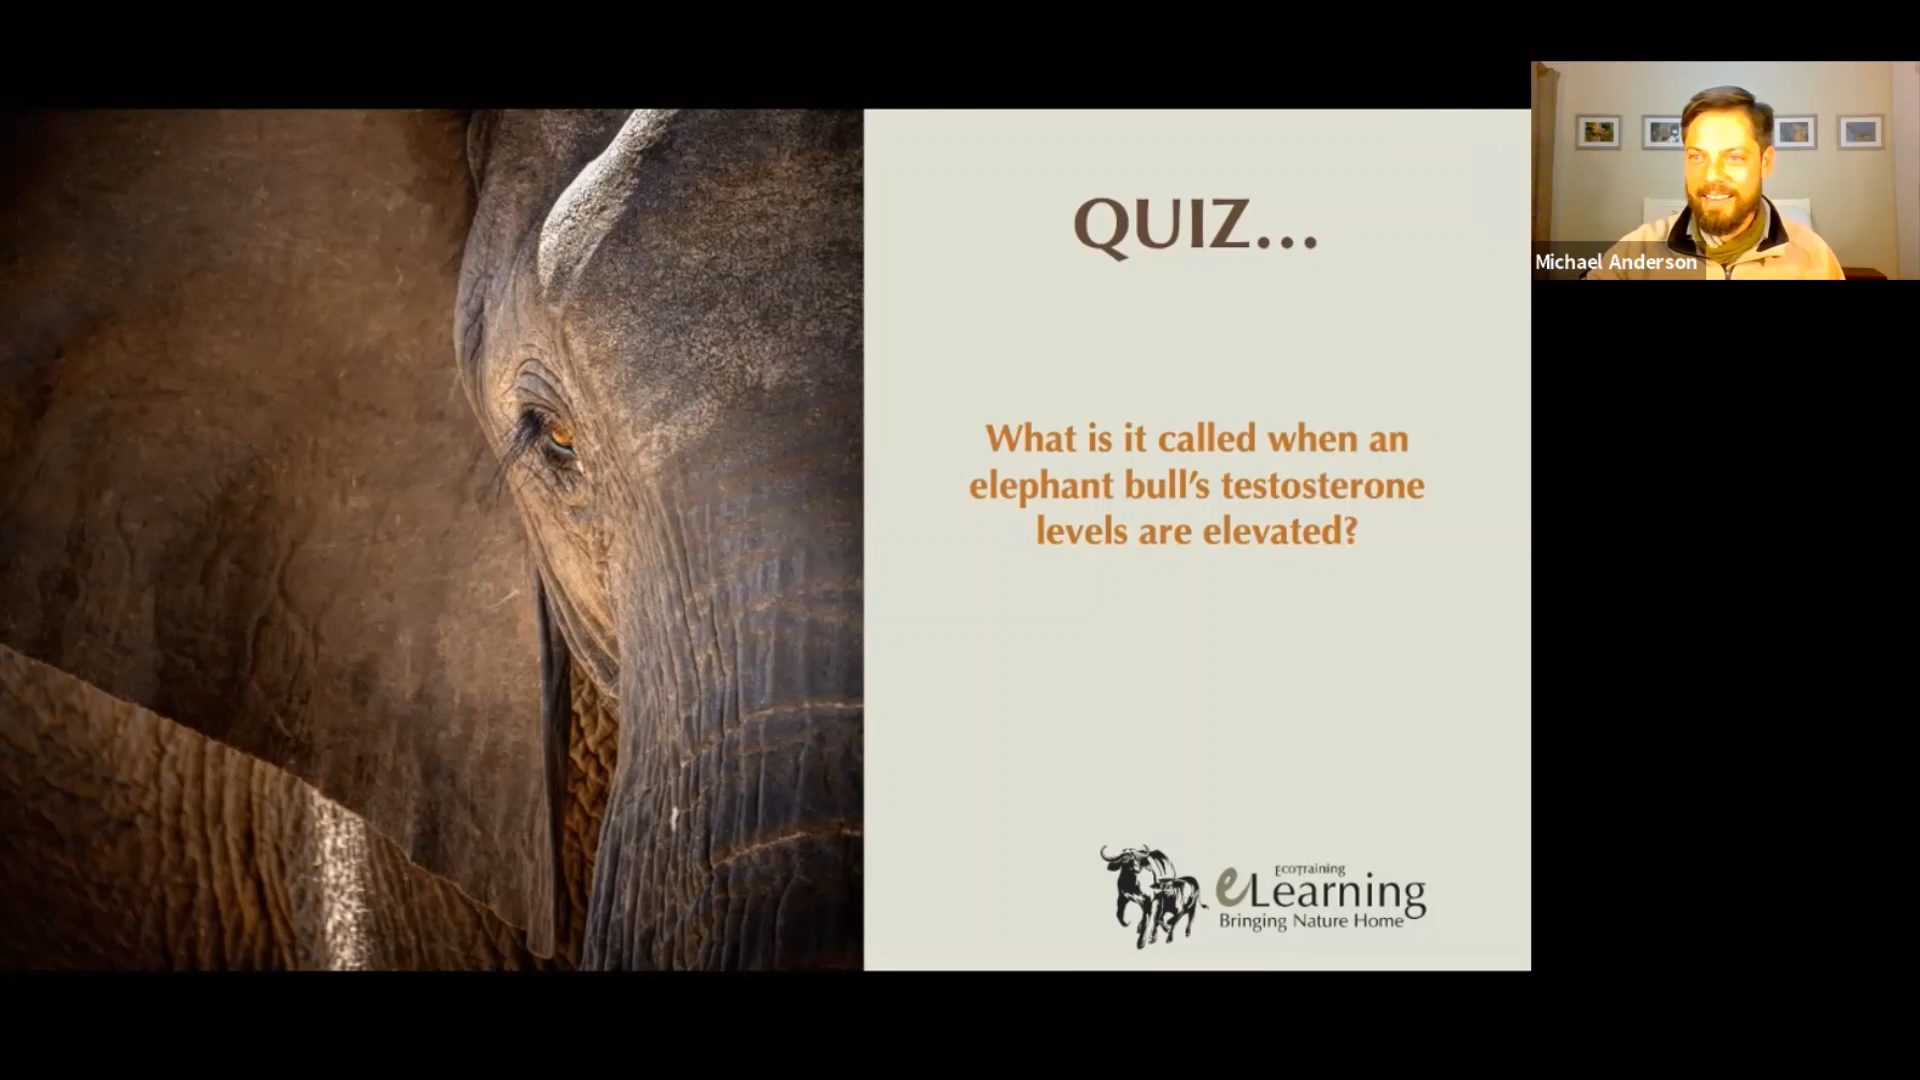 QUIZ...
Michael Anderson
What is it called when an
elephant bull's testosterone
levels are elevated?
ECOTRAINING
eLearning
Bringing Nature Home